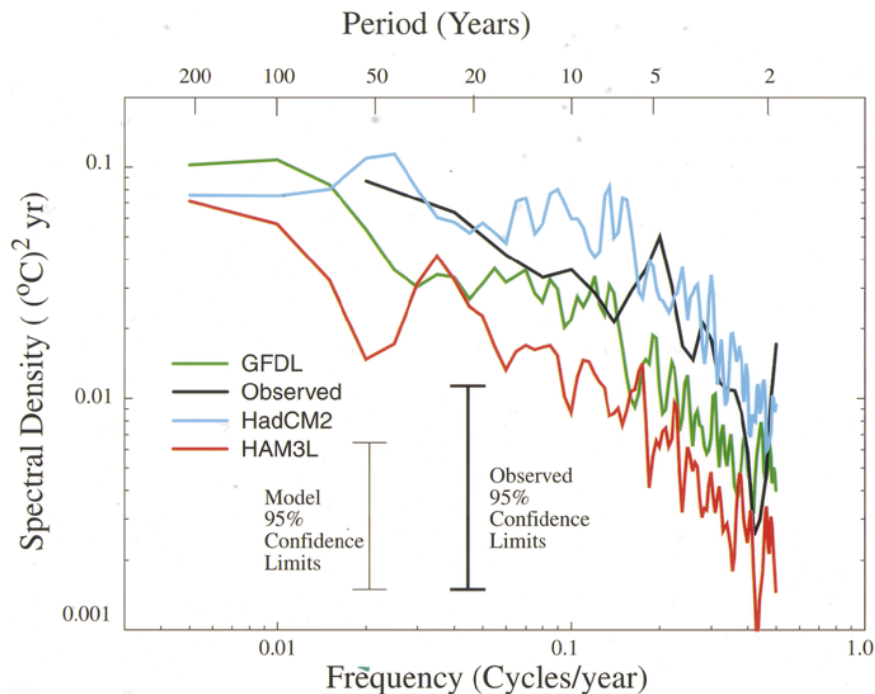 Period (Years)
200 100 50 20 10 5 2
Spectral Density ( (°C)² yr)
0.1
0.01
0.001
GFDL
Observed
HadCM2
HAM3L
Model
95%
Confidence
Limits
Observed
95%
Confidence
Limits
0.01 0.1 1.0
Frequency (Cycles/year)